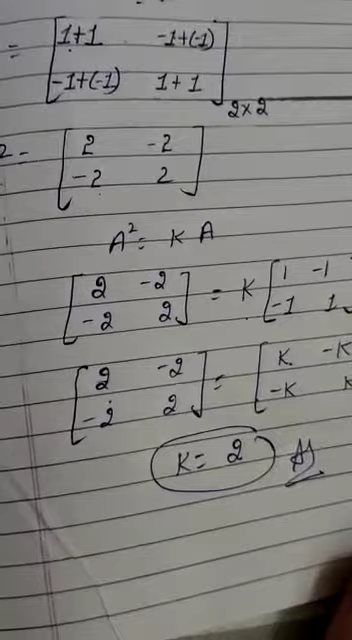 = [1+1 -1+(-1)
-1+(-1) 1+1]2×2
2 - [2 -2
-2 2]
A² = K A
[2 -2
-2 2] = K [1 -1
-1 1
[2 -2
-2 2] = [K -K
-K K
K = 2